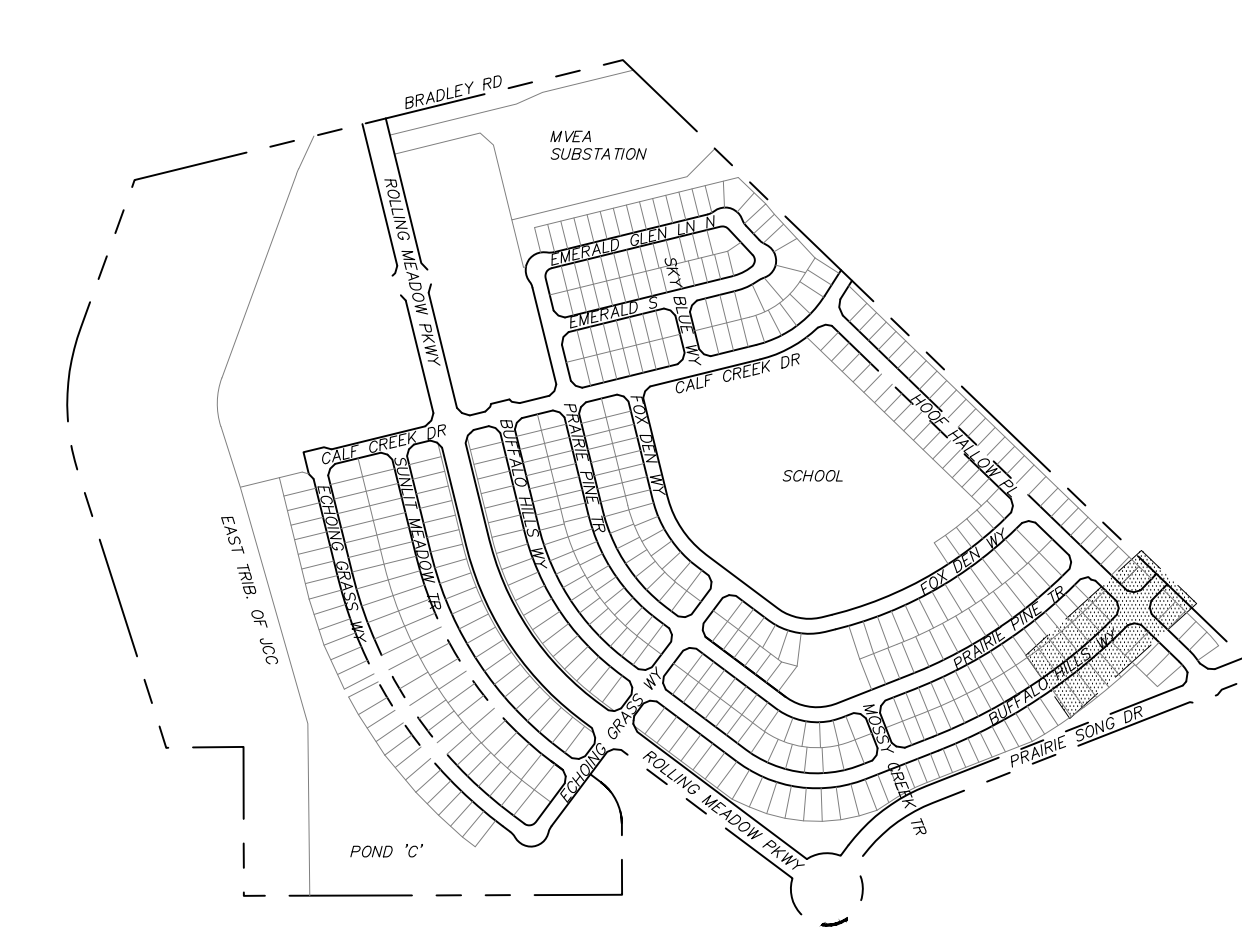 BRADLEY RD
MVEA
SUBSTATION
ROLLING MEADOW PKWY
EMERALD GLEN LN N
SKY BLUE WY
EMERALD S
CALF CREEK DR
FOX DEN WY
PRAIRIE PINE TR
BUFFALO HILLS WY
HOOF HALLOW PL
CALF CREEK DR
SUNLIT MEADOW TR
ECHOING GRASS WY
SCHOOL
EAST TRIB. OF JCC
FOX DEN WY
PRAIRIE PINE TR
BUFFALO HILLS WY
ECHOING GRASS WY
MOSSY CREEK TR
PRAIRIE SONG DR
ROLLING MEADOW PKWY
POND 'C'